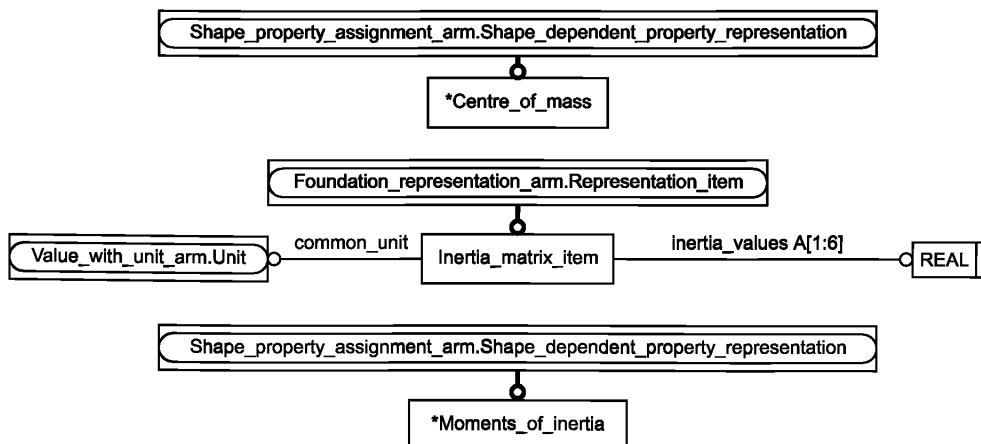 Shape_property_assignment_arm.Shape_dependent_property_representation
*Centre_of_mass
Foundation_representation_arm.Representation_item
Value_with_unit_arm.Unit
common_unit
Inertia_matrix_item
inertia_values A[1:6]
REAL
Shape_property_assignment_arm.Shape_dependent_property_representation
*Moments_of_inertia